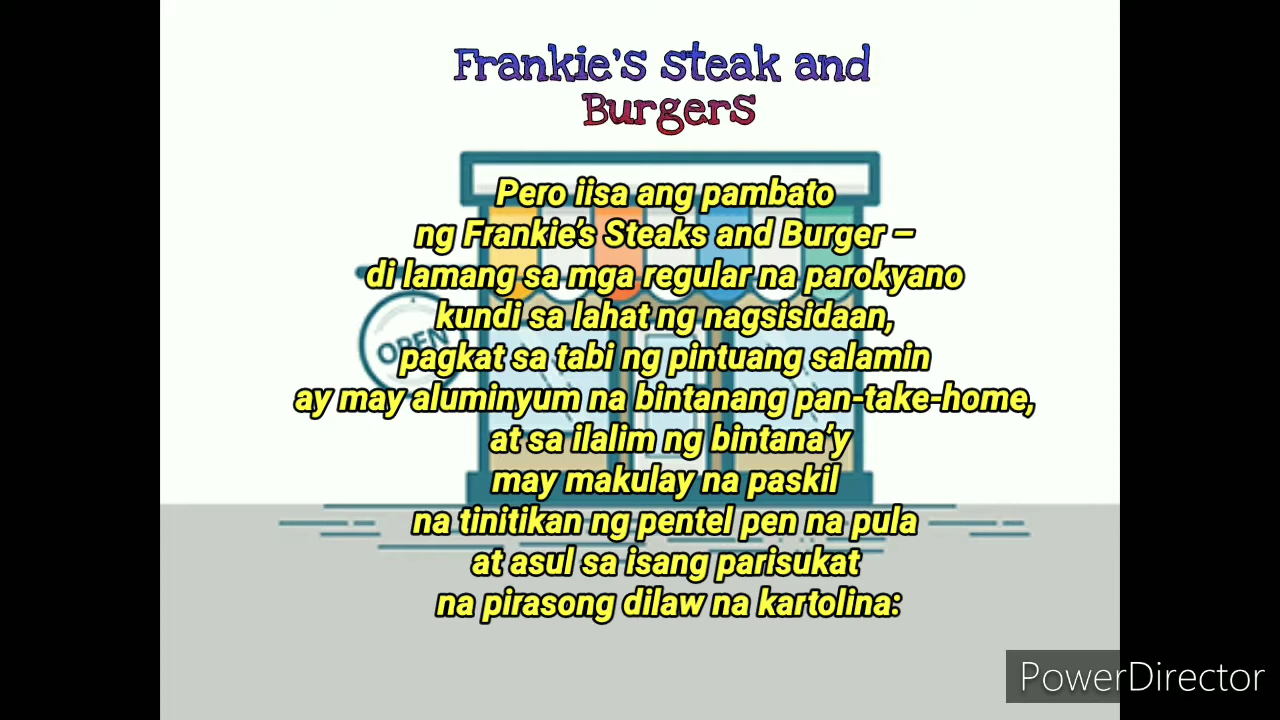 Frankie's steak and
Burgers
Pero iisa ang pambato
ng Frankie's Steaks and Burger –
di lamang sa mga regular na parokyano
kundi sa lahat ng nagsisidaan,
OPEN
pagkat sa tabi ng pintuang salamin
ay may aluminyum na bintanang pan-take-home,
at sa ilalim ng bintana'y
may makulay na paskil
na tinitikan ng pentel pen na pula
at asul sa isang parisukat
na pirasong dilaw na kartolina:
PowerDirector